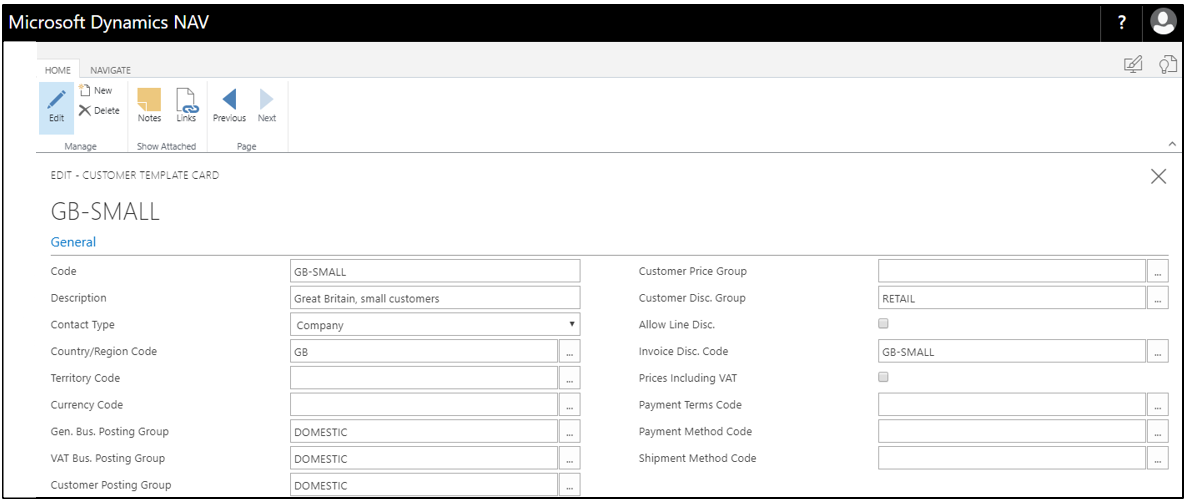 Microsoft Dynamics NAV
?
HOME NAVIGATE
Edit
New
Delete
Notes
Links
Previous
Next
Manage
Show Attached
Page
EDIT - CUSTOMER TEMPLATE CARD
GB-SMALL
General
Code GB-SMALL
Description Great Britain, small customers
Contact Type Company
Country/Region Code GB ...
Territory Code ...
Currency Code ...
Gen. Bus. Posting Group DOMESTIC ...
VAT Bus. Posting Group DOMESTIC ...
Customer Posting Group DOMESTIC ...
Customer Price Group ...
Customer Disc. Group RETAIL ...
Allow Line Disc.
Invoice Disc. Code GB-SMALL ...
Prices Including VAT
Payment Terms Code ...
Payment Method Code ...
Shipment Method Code ...